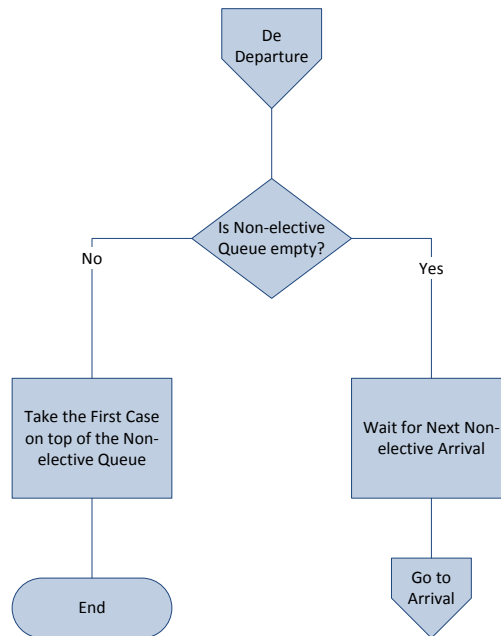 De
Departure
Is Non-elective
Queue empty?
No
Yes
Take the First Case
on top of the Non-
elective Queue
Wait for Next Non-
elective Arrival
End
Go to
Arrival